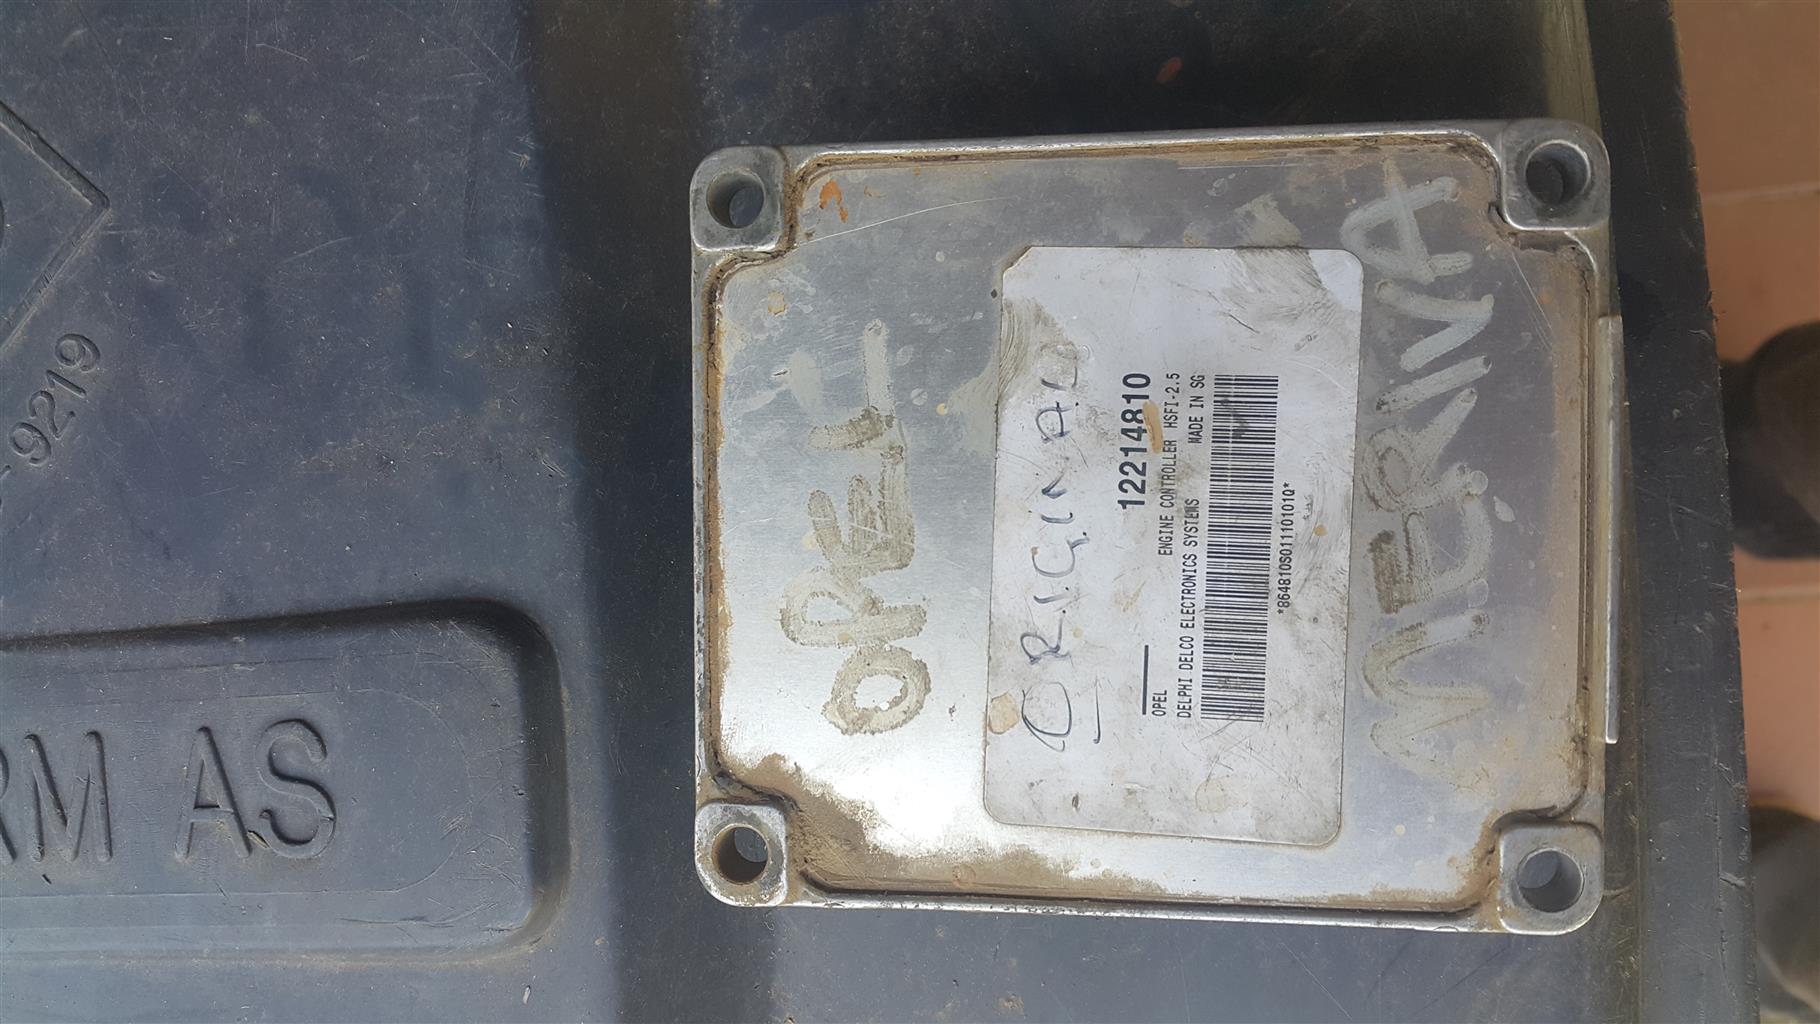 OPEL
ORIGINAL
12214810
ENGINE CONTROLLER HSFI-2.5
OPEL
DELPHI DELCO ELECTRONICS SYSTEMS MADE IN SG
*864810S01110101Q*
MERIVA
9219
RM AS